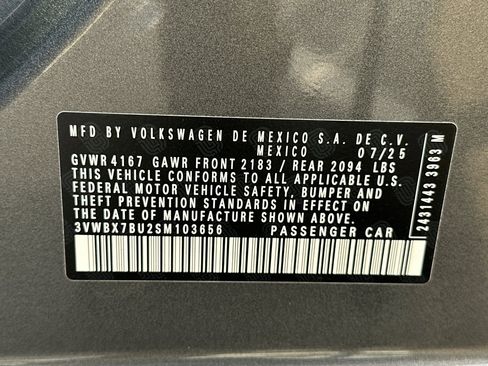 MFD BY VOLKSWAGEN DE MEXICO S.A. DE C.V.
MEXICO 07/25
GVWR 4167 GAWR FRONT 2183 / REAR 2094 LBS
THIS VEHICLE CONFORMS TO ALL APPLICABLE U.S.
FEDERAL MOTOR VEHICLE SAFETY, BUMPER AND
THEFT PREVENTION STANDARDS IN EFFECT ON
THE DATE OF MANUFACTURE SHOWN ABOVE.
3VWBX7BU2SM103656 PASSENGER CAR
2431443 3963 M